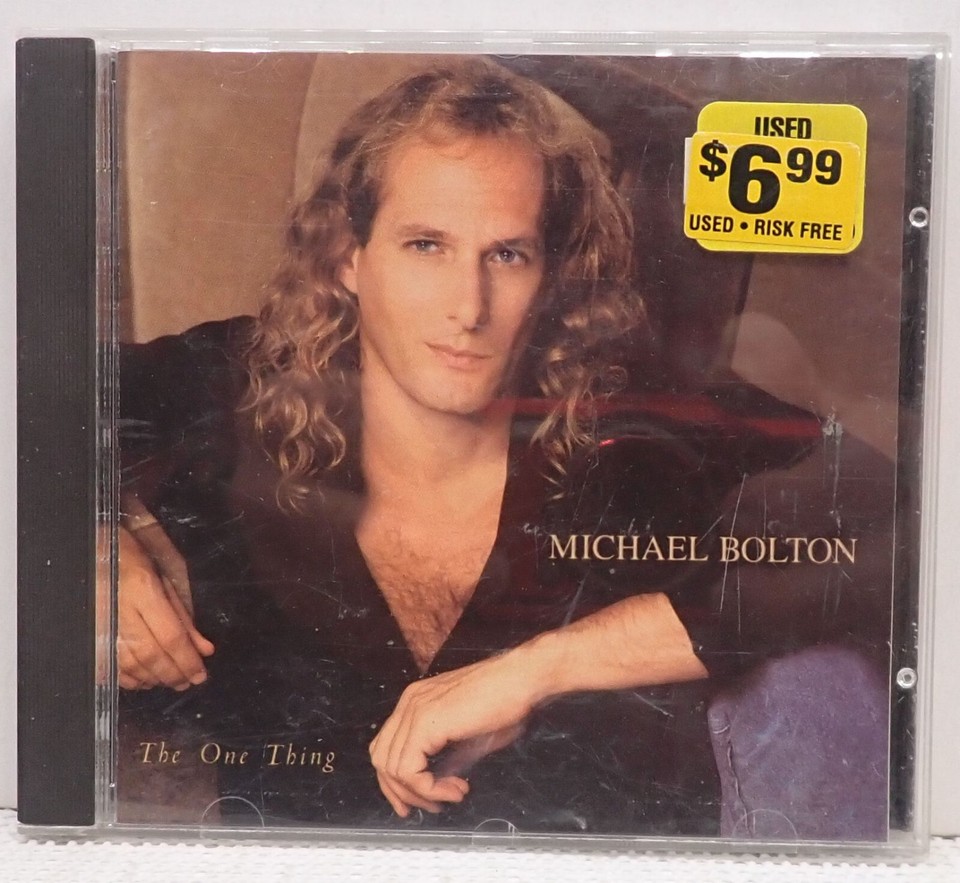 USED
$6.99
USED • RISK FREE
MICHAEL BOLTON
The One Thing